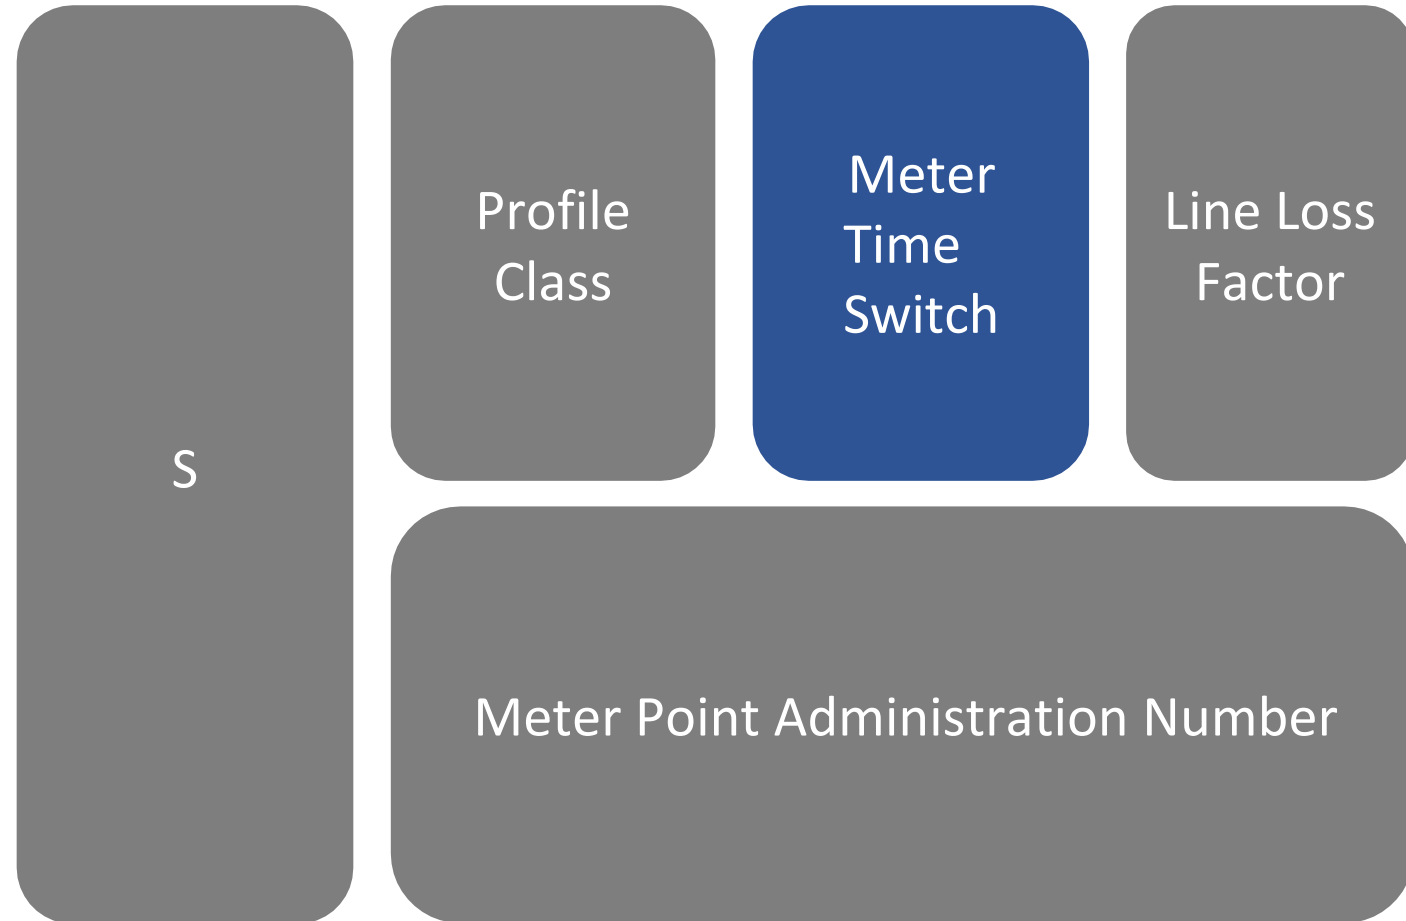 S
Profile
Class
Meter
Time
Switch
Line Loss
Factor
Meter Point Administration Number